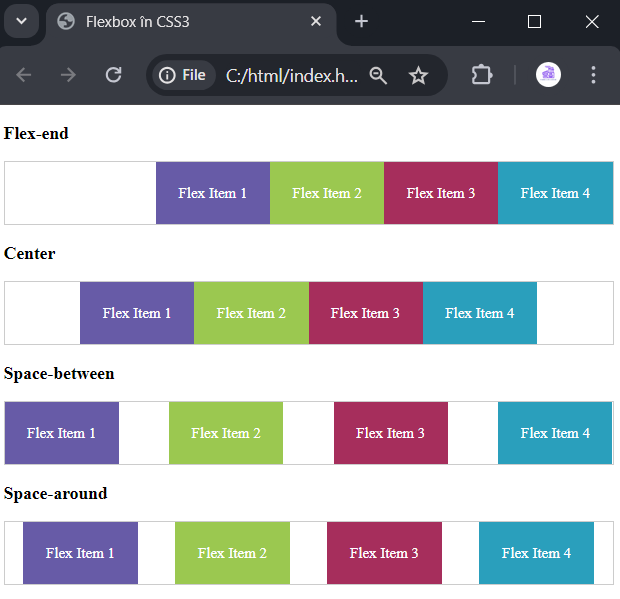 Flexbox în CSS3
File C:/html/index.h...
Flex-end
Flex Item 1 Flex Item 2 Flex Item 3 Flex Item 4
Center
Flex Item 1 Flex Item 2 Flex Item 3 Flex Item 4
Space-between
Flex Item 1 Flex Item 2 Flex Item 3 Flex Item 4
Space-around
Flex Item 1 Flex Item 2 Flex Item 3 Flex Item 4